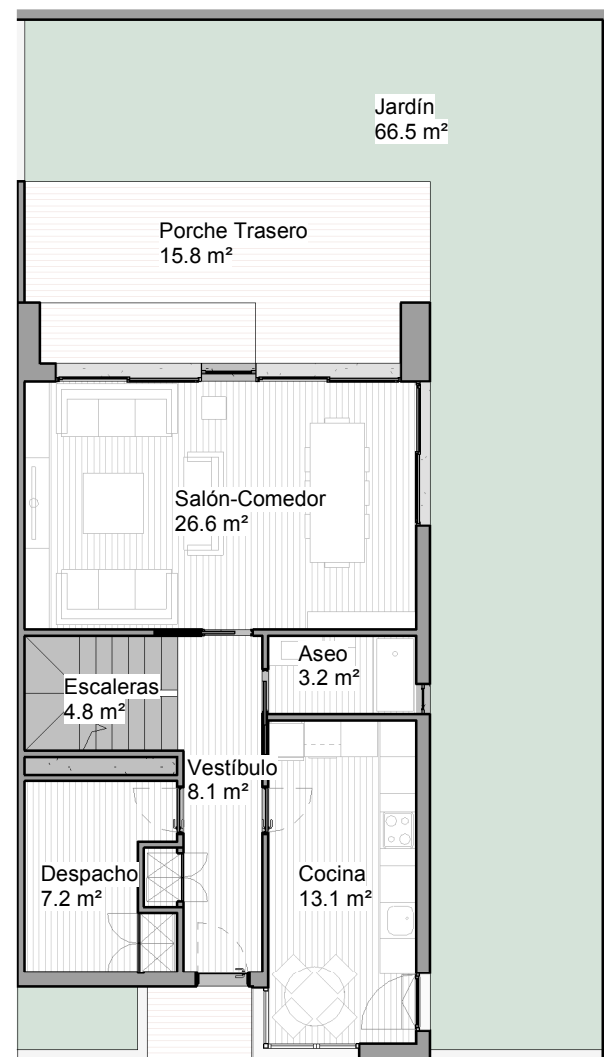 Jardín
66.5 m²
Porche Trasero
15.8 m²
Salón-Comedor
26.6 m²
Aseo
3.2 m²
Escaleras
4.8 m²
Vestíbulo
8.1 m²
Despacho
7.2 m²
Cocina
13.1 m²